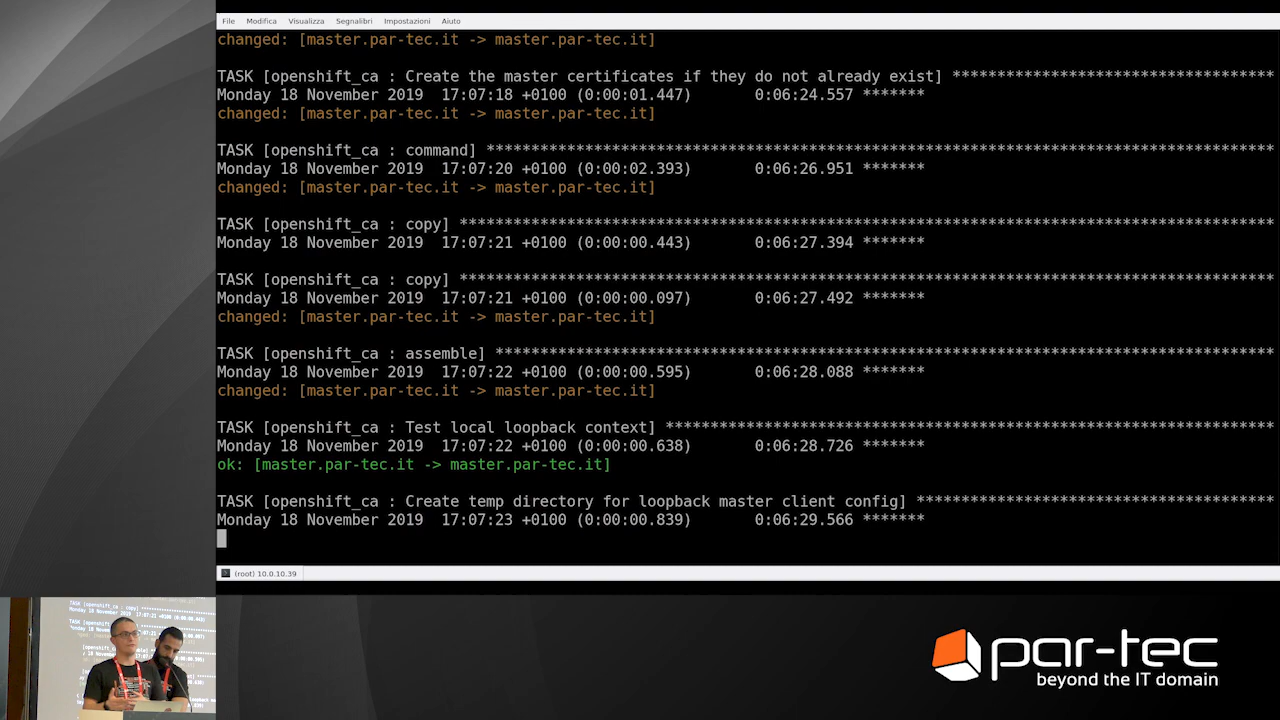 File Modifica Visualizza Segnalibri Impostazioni Aiuto
changed: [master.par-tec.it -> master.par-tec.it]
TASK [openshift_ca : Create the master certificates if they do not already exist] ************************************
Monday 18 November 2019  17:07:18 +0100 (0:00:01.447)       0:06:24.557 *******
changed: [master.par-tec.it -> master.par-tec.it]
TASK [openshift_ca : command] ****************************************************************************************
Monday 18 November 2019  17:07:20 +0100 (0:00:02.393)       0:06:26.951 *******
changed: [master.par-tec.it -> master.par-tec.it]
TASK [openshift_ca : copy] *******************************************************************************************
Monday 18 November 2019  17:07:21 +0100 (0:00:00.443)       0:06:27.394 *******
TASK [openshift_ca : copy] *******************************************************************************************
Monday 18 November 2019  17:07:21 +0100 (0:00:00.097)       0:06:27.492 *******
changed: [master.par-tec.it -> master.par-tec.it]
TASK [openshift_ca : assemble] ***************************************************************************************
Monday 18 November 2019  17:07:22 +0100 (0:00:00.595)       0:06:28.088 *******
changed: [master.par-tec.it -> master.par-tec.it]
TASK [openshift_ca : Test local loopback context] ********************************************************************
Monday 18 November 2019  17:07:22 +0100 (0:00:00.638)       0:06:28.726 *******
ok: [master.par-tec.it -> master.par-tec.it]
TASK [openshift_ca : Create temp directory for loopback master client config] ****************************************
Monday 18 November 2019  17:07:23 +0100 (0:00:00.839)       0:06:29.566 *******
(root) 10.0.10.39
par-tec
beyond the IT domain